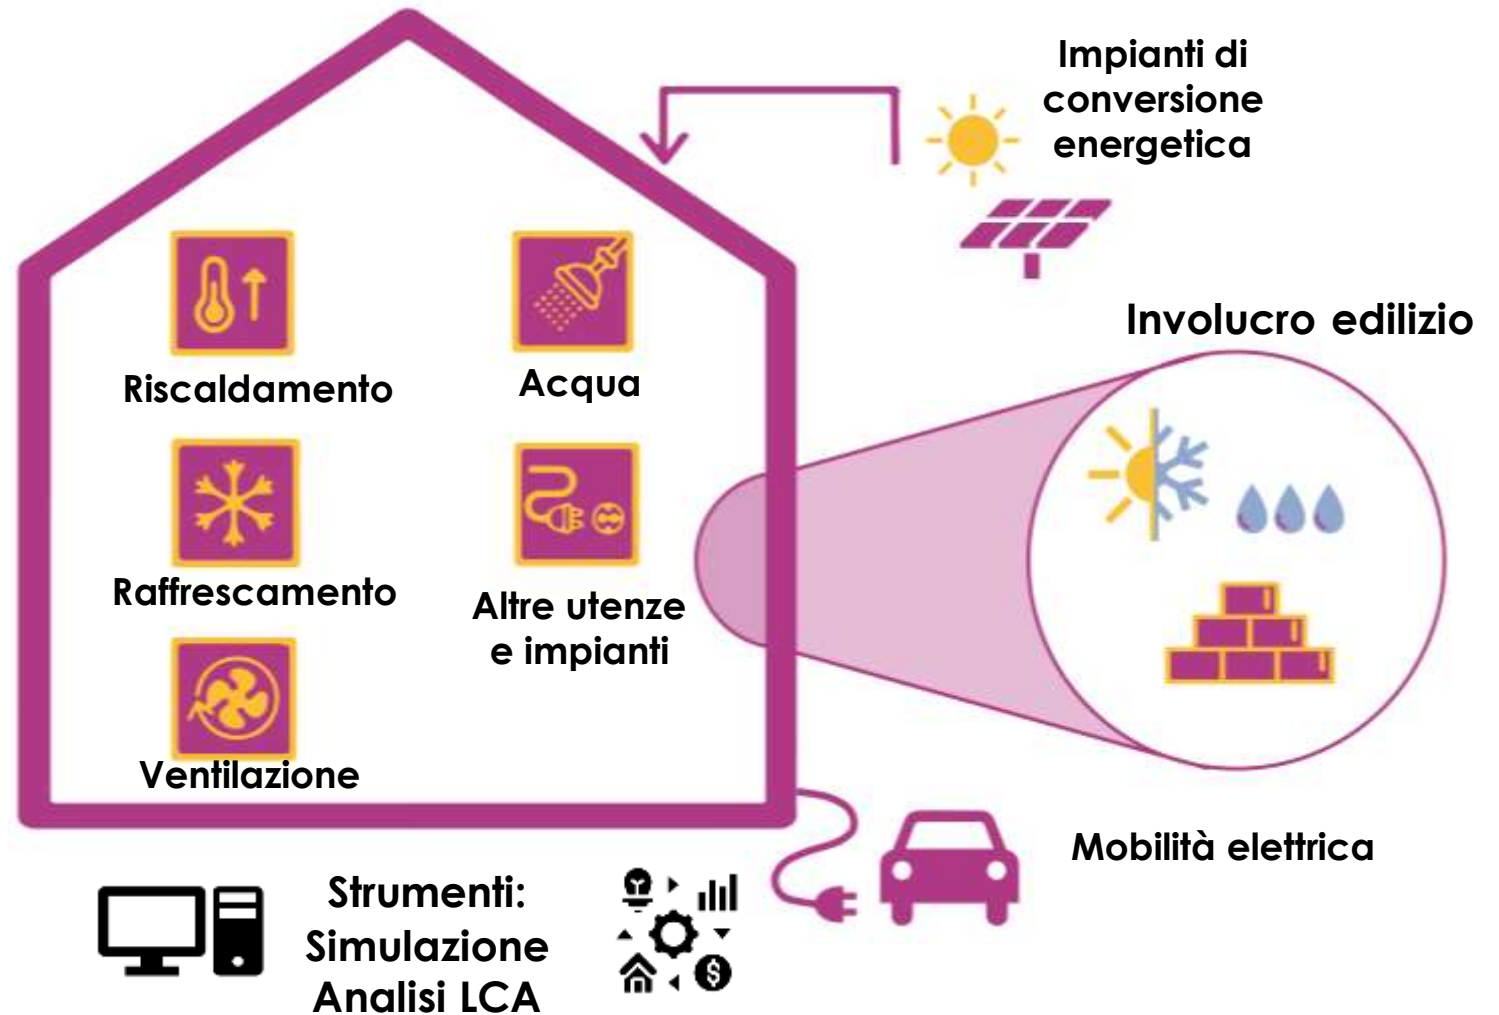 Impianti di
conversione
energetica
Involucro edilizio
Riscaldamento
Acqua
Raffrescamento
Altre utenze
e impianti
Ventilazione
Mobilità elettrica
Strumenti:
Simulazione
Analisi LCA
$